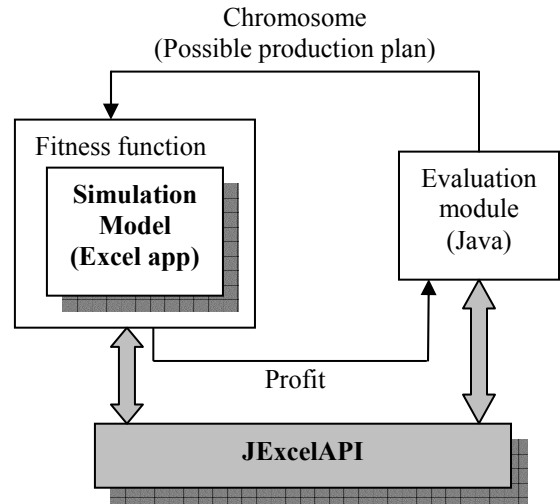 Chromosome
(Possible production plan)
Fitness function
Simulation
Model
(Excel app)
Evaluation
module
(Java)
Profit
JExcelAPI